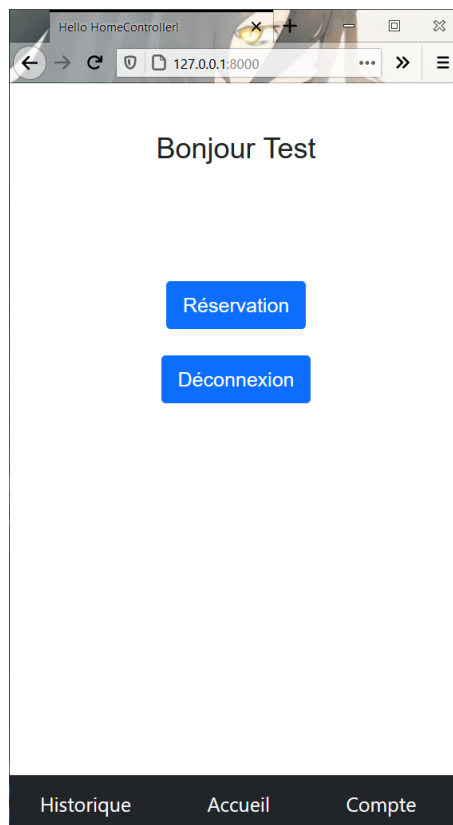 Hello HomeController!
127.0.0.1:8000
Bonjour Test
Réservation
Déconnexion
Historique Accueil Compte